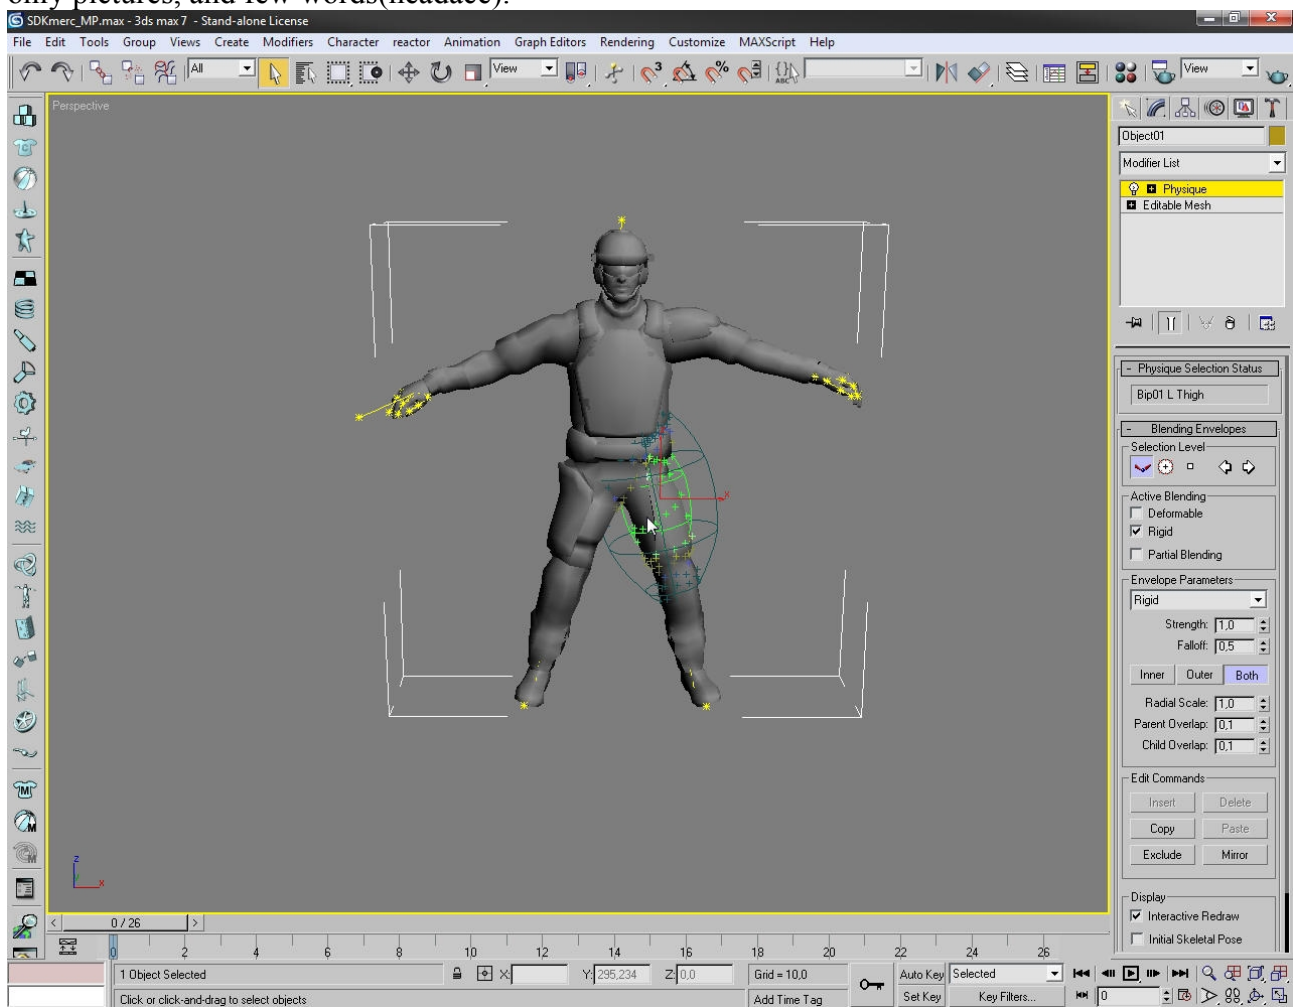 only pictures, and few words(headace).
SDKmerc_MP.max - 3ds max 7 - Stand-alone License
File Edit Tools Group Views Create Modifiers Character reactor Animation Graph Editors Rendering Customize MAXScript Help
All View View
Perspective
Object01
Modifier List
Physique
Editable Mesh
- Physique Selection Status
Bip01 L Thigh
- Blending Envelopes
Selection Level
Active Blending
Deformable
Rigid
Partial Blending
Envelope Parameters
Rigid
Strength: 1,0
Falloff: 0,5
Inner Outer Both
Radial Scale: 1,0
Parent Overlap: 0,1
Child Overlap: 0,1
Edit Commands
Insert Delete
Copy Paste
Exclude Mirror
Display
Interactive Redraw
Initial Skeletal Pose
x
z
y
x
< 0 / 26 >
0 2 4 6 8 10 12 14 16 18 20 22 24 26
1 Object Selected X: Y: 295,234 Z: 0,0 Grid = 10,0 Auto Key Selected
Click or click-and-drag to select objects Add Time Tag Set Key Key Filters... 0